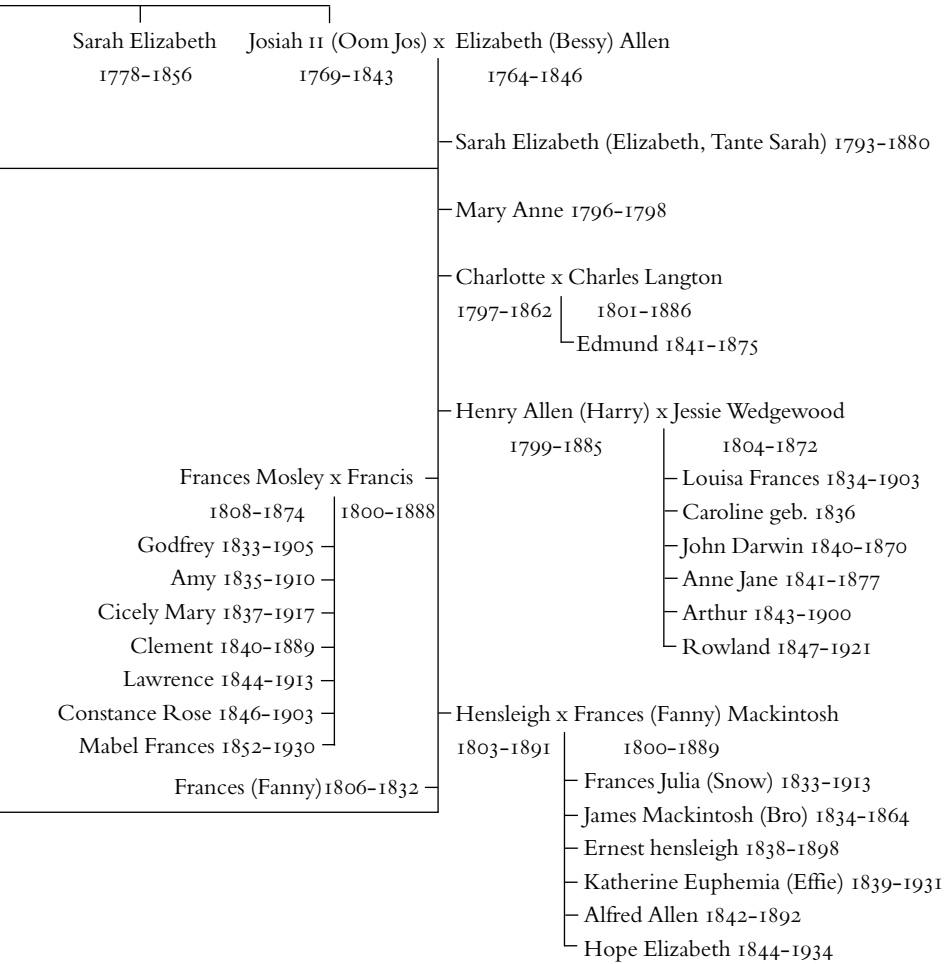 Sarah Elizabeth Josiah II (Oom Jos) x Elizabeth (Bessy) Allen
1778-1856 1769-1843 1764-1846
Sarah Elizabeth (Elizabeth, Tante Sarah) 1793-1880
Mary Anne 1796-1798
Charlotte x Charles Langton
1797-1862 1801-1886
Edmund 1841-1875
Henry Allen (Harry) x Jessie Wedgewood
1799-1885 1804-1872
Frances Mosley x Francis
1808-1874 1800-1888
Godfrey 1833-1905
Amy 1835-1910
Cicely Mary 1837-1917
Clement 1840-1889
Lawrence 1844-1913
Constance Rose 1846-1903
Mabel Frances 1852-1930
Louisa Frances 1834-1903
Caroline geb. 1836
John Darwin 1840-1870
Anne Jane 1841-1877
Arthur 1843-1900
Rowland 1847-1921
Hensleigh x Frances (Fanny) Mackintosh
1803-1891 1800-1889
Frances (Fanny) 1806-1832
Frances Julia (Snow) 1833-1913
James Mackintosh (Bro) 1834-1864
Ernest hensleigh 1838-1898
Katherine Euphemia (Effie) 1839-1931
Alfred Allen 1842-1892
Hope Elizabeth 1844-1934